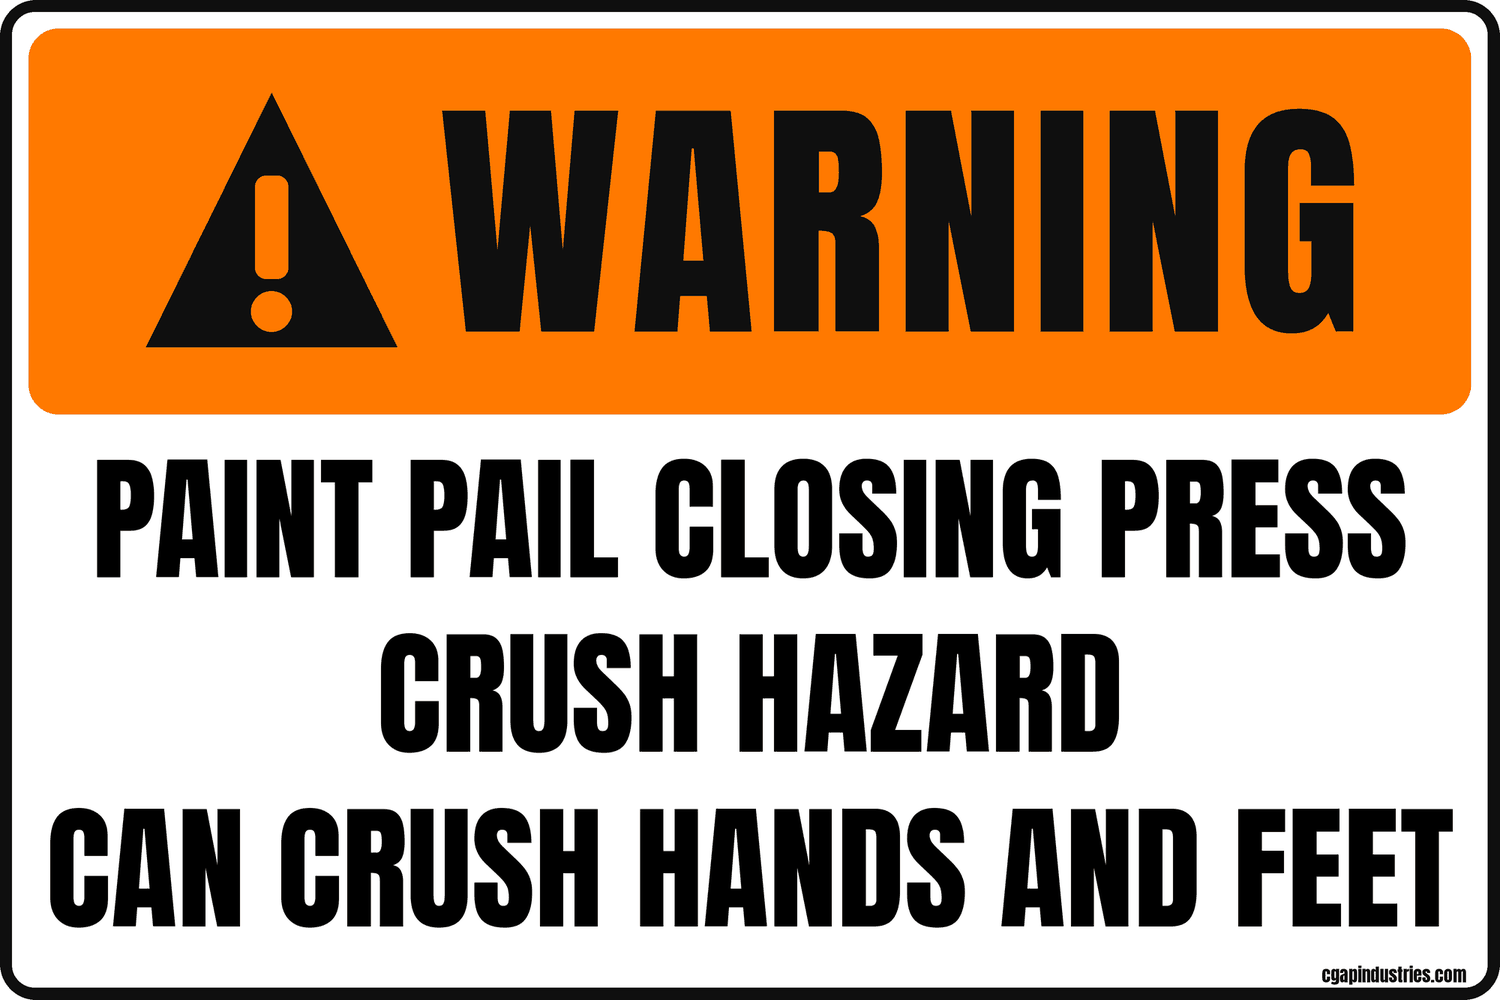 WARNING
PAINT PAIL CLOSING PRESS
CRUSH HAZARD
CAN CRUSH HANDS AND FEET
cgapindustries.com